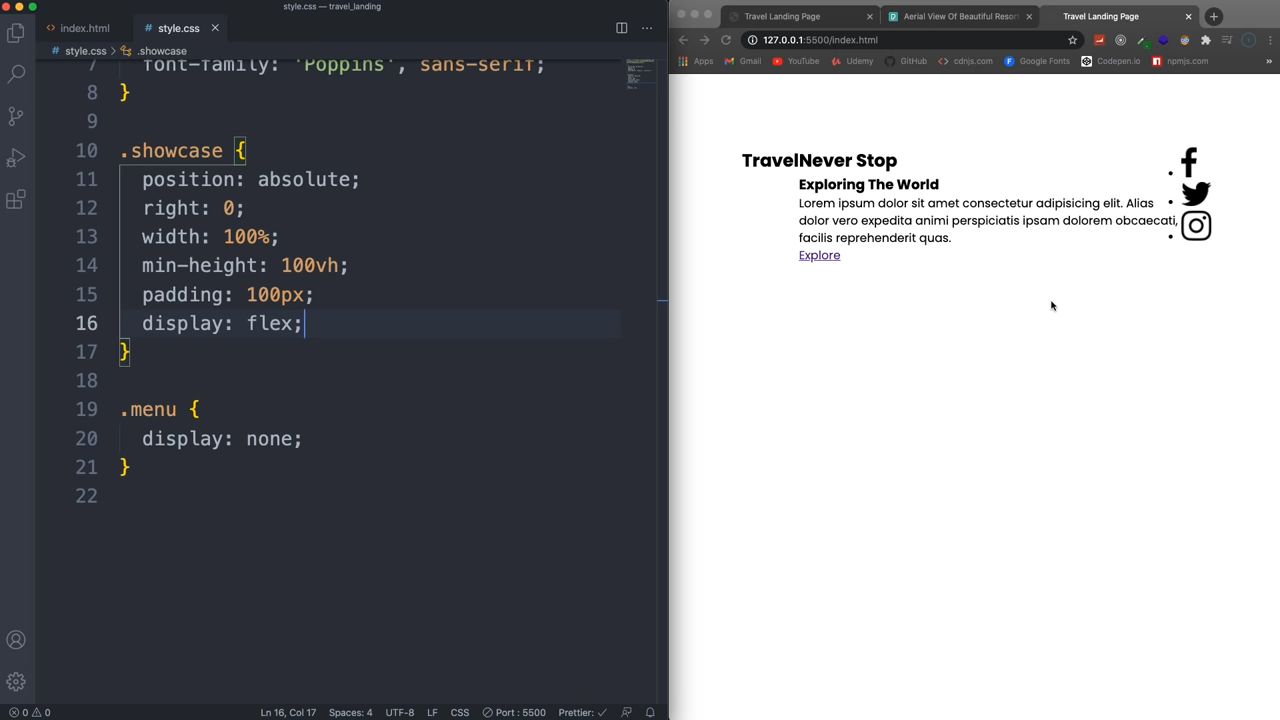 style.css — travel_landing
index.html
# style.css
# style.css > .showcase
7 font-family: 'Poppins', sans-serif;
8 }
9
10 .showcase {
11 position: absolute;
12 right: 0;
13 width: 100%;
14 min-height: 100vh;
15 padding: 100px;
16 display: flex;
17 }
18
19 .menu {
20 display: none;
21 }
22
0 0
Ln 16, Col 17
Spaces: 4
UTF-8
LF
CSS
Port : 5500
Prettier: ✓
Travel Landing Page
Aerial View Of Beautiful Resort
Travel Landing Page
127.0.0.1:5500/index.html
Apps
Gmail
YouTube
Udemy
GitHub
cdnjs.com
Google Fonts
Codepen.io
npmjs.com
»
Travel
Never Stop
Exploring The World
Lorem ipsum dolor sit amet consectetur adipisicing elit. Alias
dolor vero expedita animi perspiciatis ipsam dolorem obcaecati,
facilis reprehenderit quas.
Explore